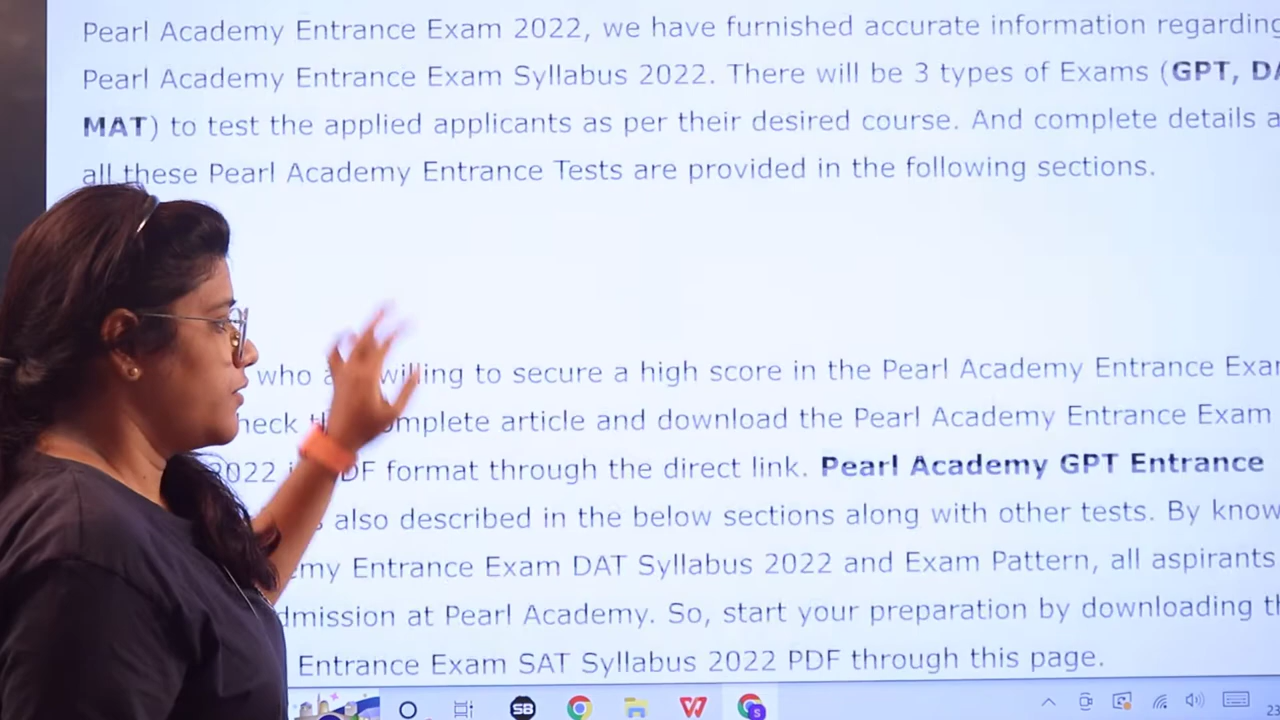 Pearl Academy Entrance Exam 2022, we have furnished accurate information regarding
Pearl Academy Entrance Exam Syllabus 2022. There will be 3 types of Exams (GPT,
MAT) to test the applied applicants as per their desired course. And complete details
all these Pearl Academy Entrance Tests are provided in the following sections.
who willing to secure a high score in the Pearl Academy Entrance
article and download the Pearl Academy Entrance Exam
2022 format through the direct link. Pearl Academy GPT Entrance
also described in the below sections along with other tests. By
Entrance Exam DAT Syllabus 2022 and Exam Pattern, all aspirants
at Pearl Academy. So, start your preparation by downloading
Entrance Exam SAT Syllabus 2022 PDF through this page.
SB